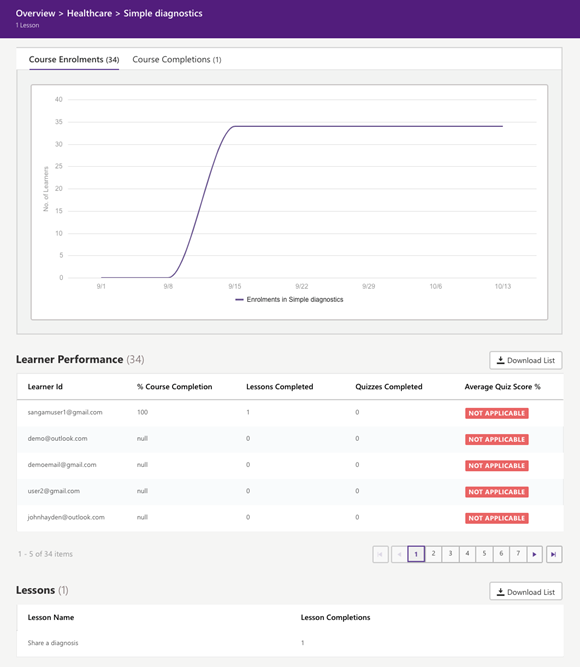 Overview > Healthcare > Simple diagnostics
1 Lesson
Course Enrolments (34) Course Completions (1)
40
35
30
25
20
15
10
5
0
No. of Learners
9/1 9/8 9/15 9/22 9/29 10/6 10/13
Enrolments in Simple diagnostics
Learner Performance (34) Download List
Learner Id % Course Completion Lessons Completed Quizzes Completed Average Quiz Score %
sangamuser1@gmail.com 100 1 0 NOT APPLICABLE
demo@outlook.com null 0 0 NOT APPLICABLE
demoemail@gmail.com null 0 0 NOT APPLICABLE
user2@gmail.com null 0 0 NOT APPLICABLE
johnhayden@outlook.com null 0 0 NOT APPLICABLE
1 - 5 of 34 items 1 2 3 4 5 6 7
Lessons (1) Download List
Lesson Name Lesson Completions
Share a diagnosis 1